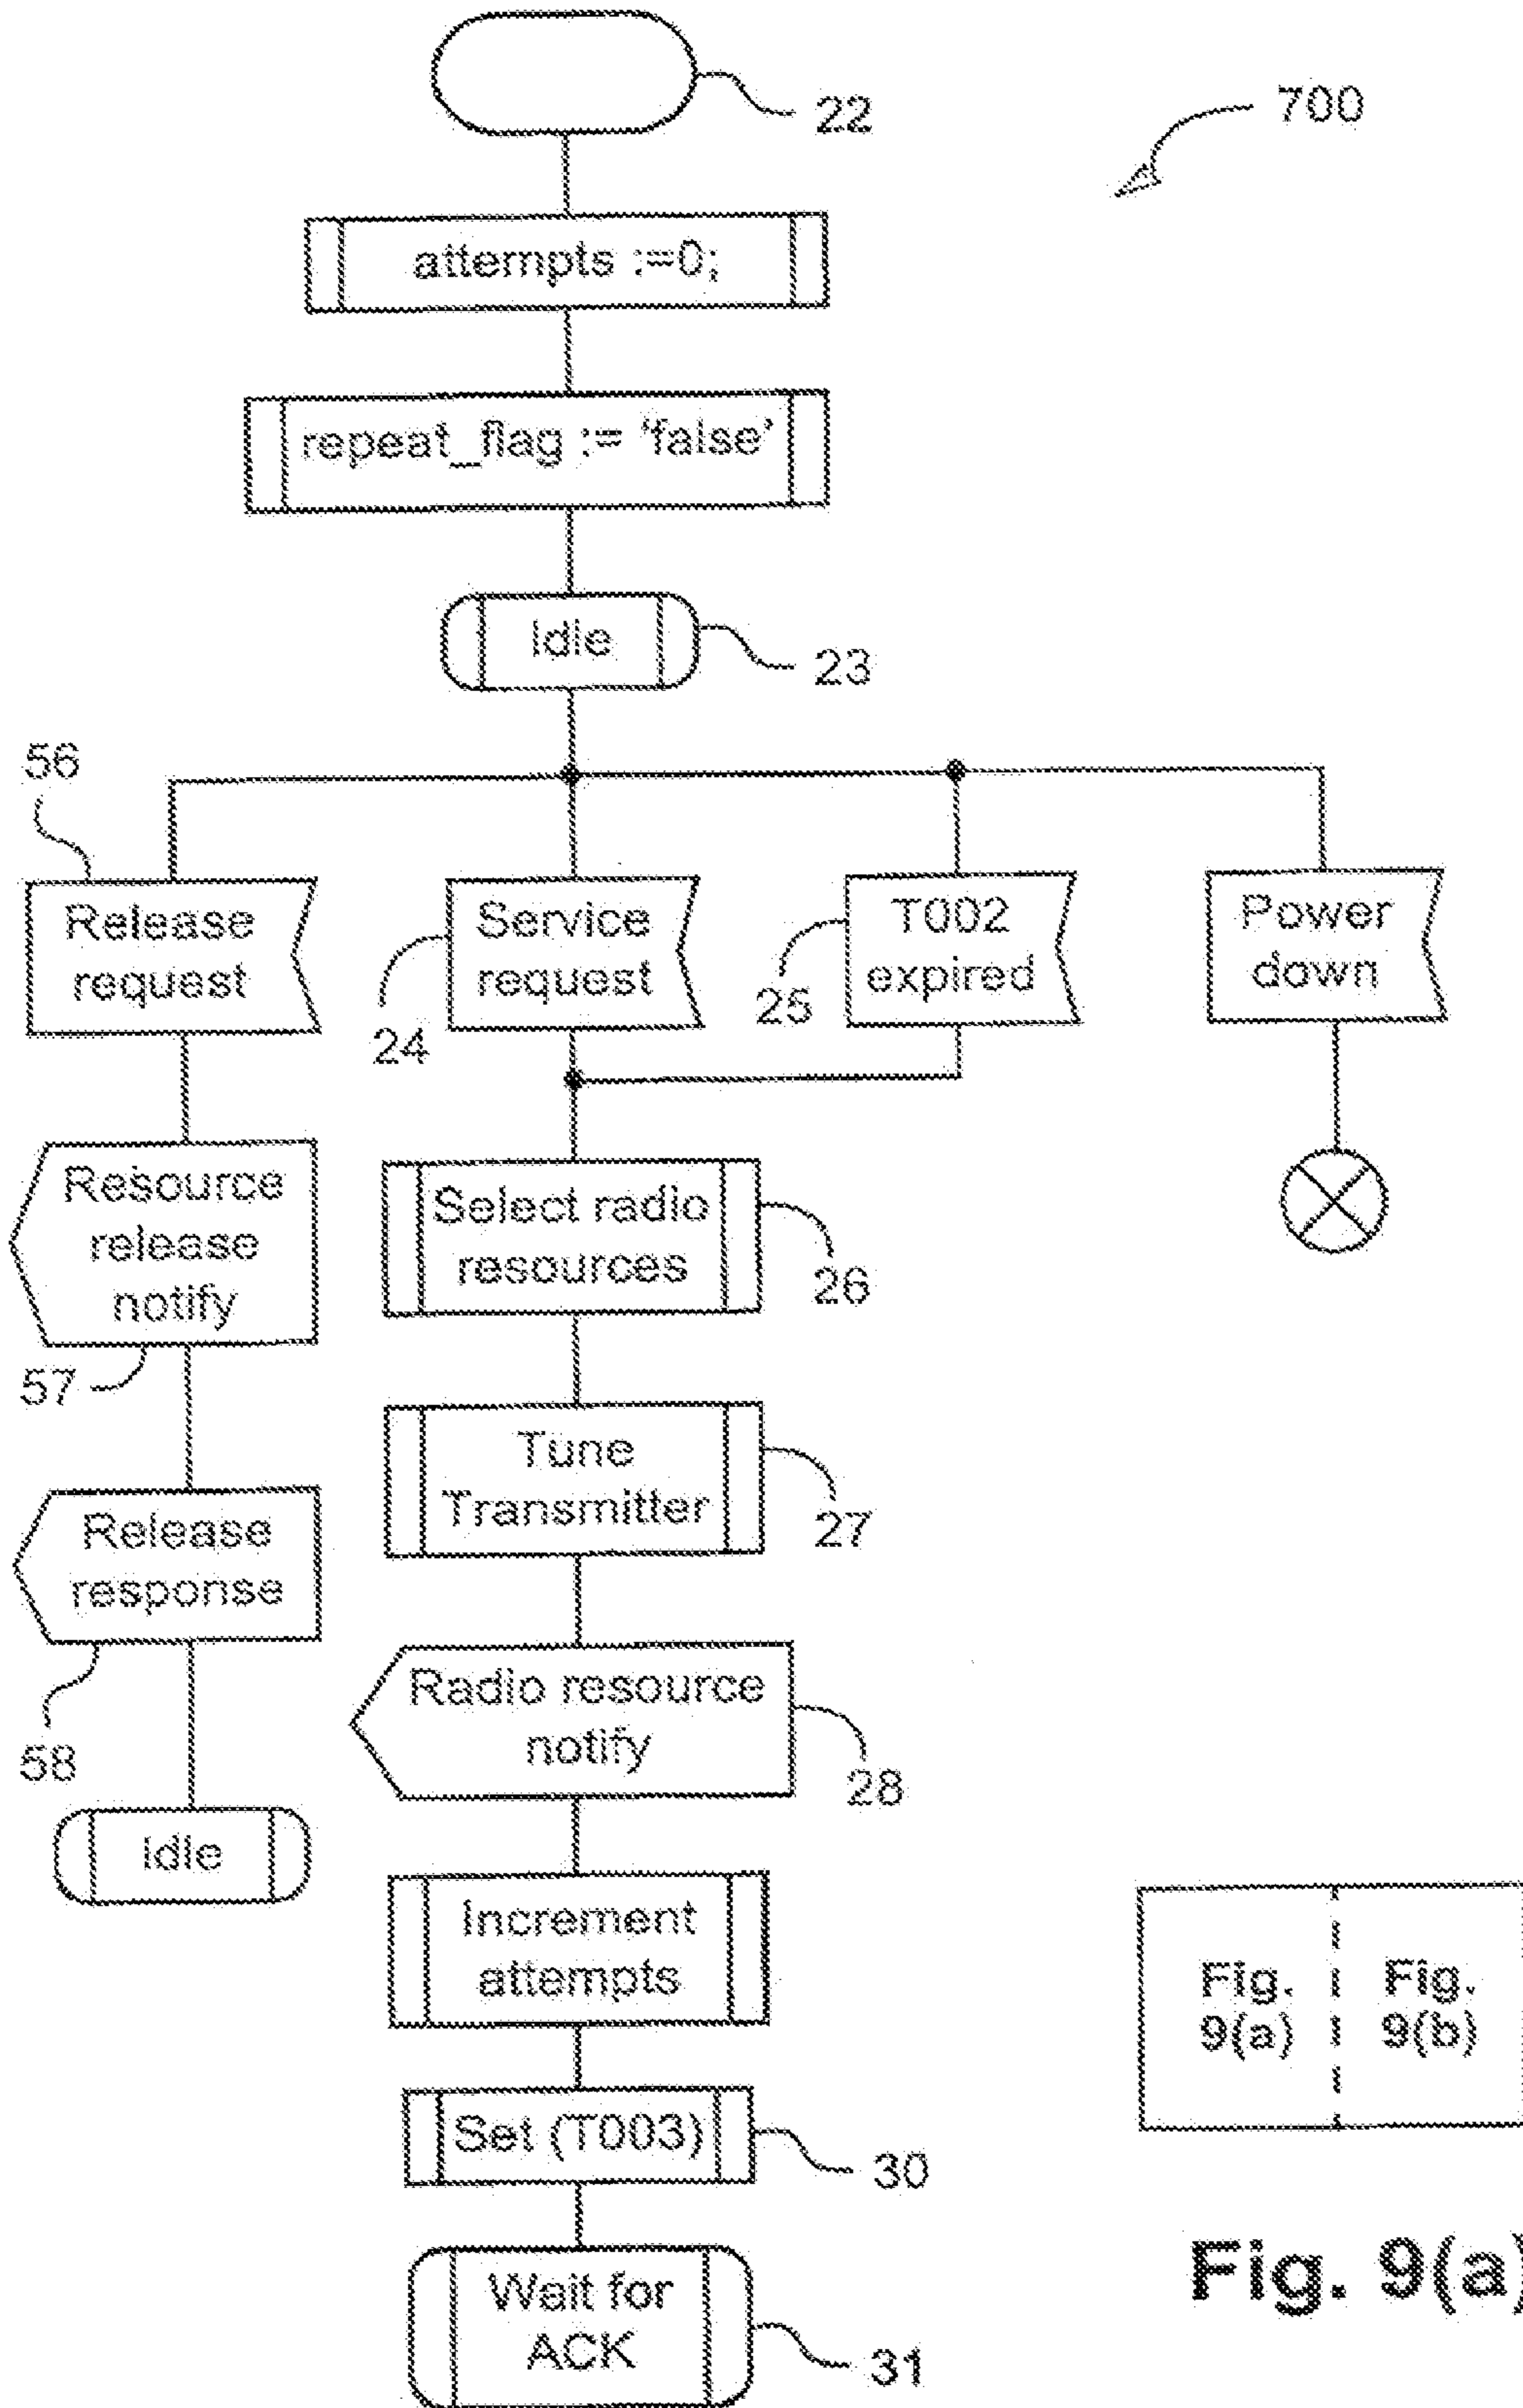 22
700
attempts :=0;
repeat_flag := 'false'
Idle
23
56
Release
request
24
Service
request
25
T002
expired
Power
down
Resource
release
notify
57
Select radio
resources
26
Tune
Transmitter
27
Release
response
58
Radio resource
notify
28
Idle
Increment
attempts
Set (T003)
30
Wait for
ACK
31
Fig.
9(a)
Fig.
9(b)
Fig. 9(a)